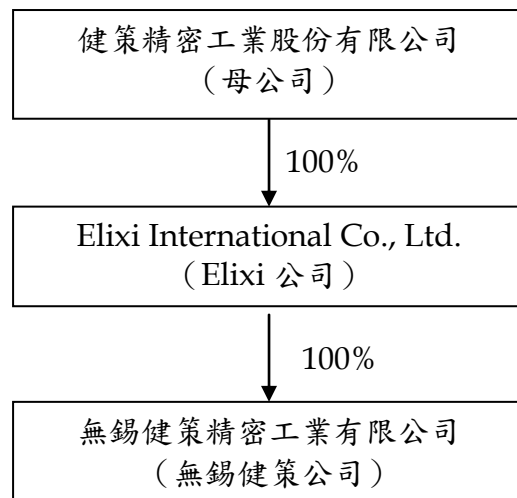 健策精密工業股份有限公司
（母公司）
100%
Elixi International Co., Ltd.
（Elixi 公司）
100%
無錫健策精密工業有限公司
（無錫健策公司）